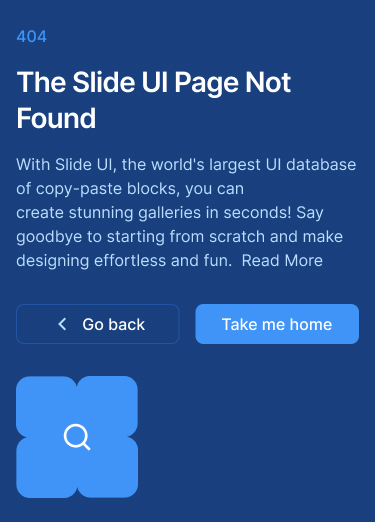 404
The Slide UI Page Not
Found
With Slide UI, the world's largest UI database
of copy-paste blocks, you can
create stunning galleries in seconds! Say
goodbye to starting from scratch and make
designing effortless and fun.  Read More
Go back
Take me home